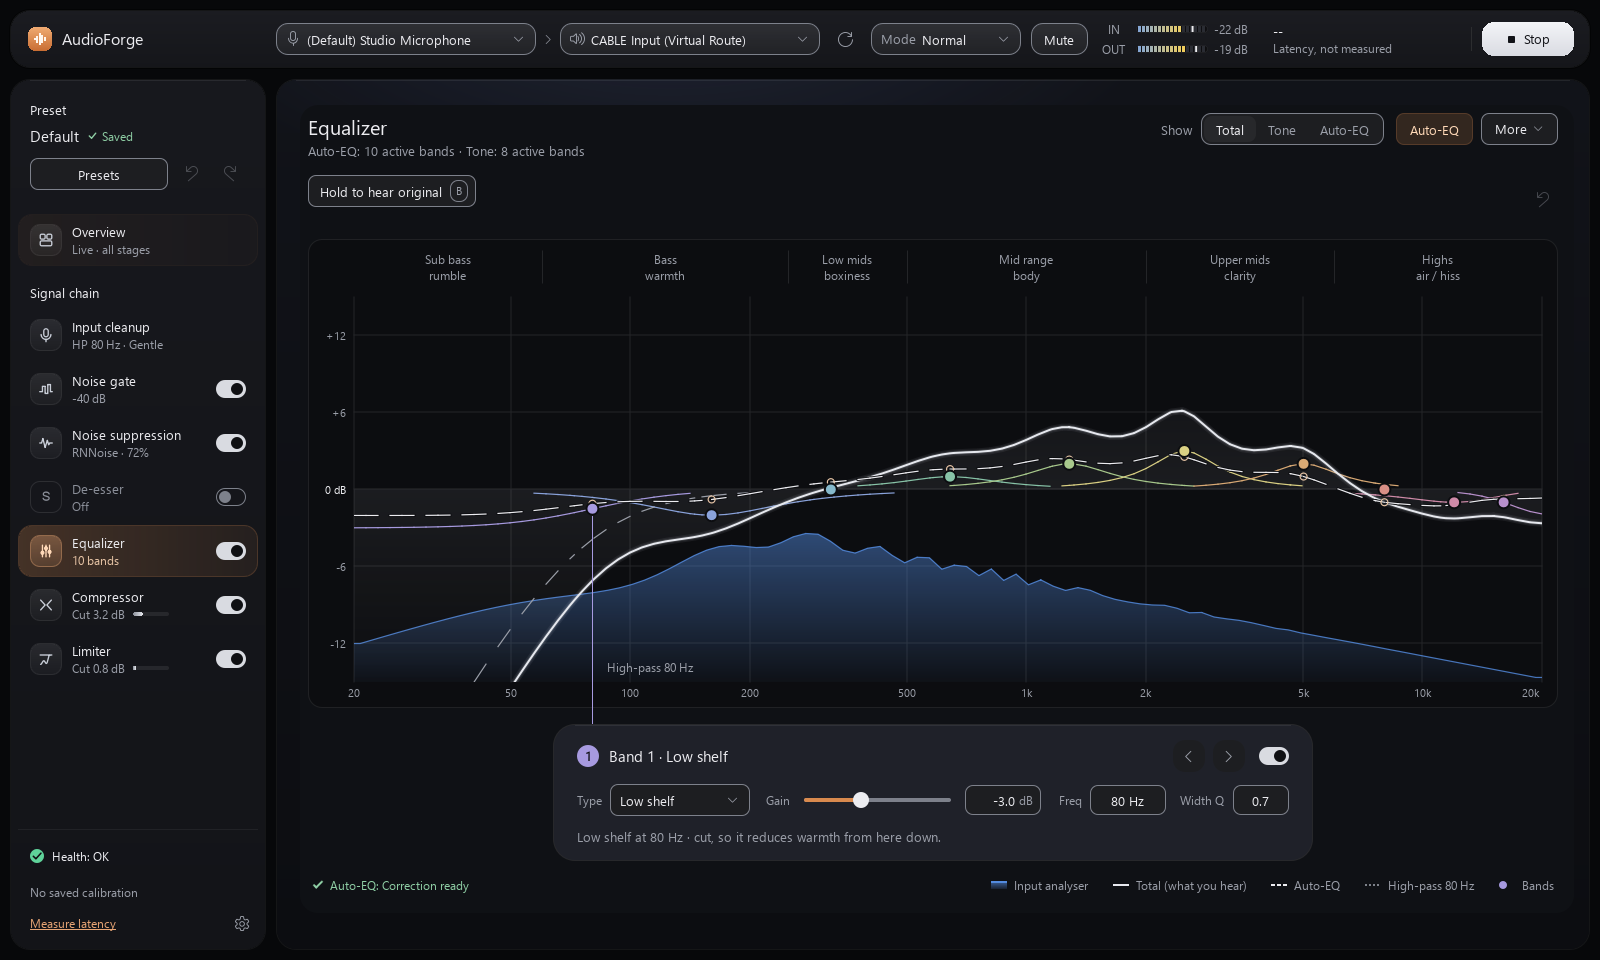 AudioForge
(Default) Studio Microphone
CABLE Input (Virtual Route)
Mode Normal
Mute
IN -22 dB
OUT -19 dB
--
Latency, not measured
Stop
Preset
Default Saved
Presets
Overview
Live · all stages
Signal chain
Input cleanup
HP 80 Hz · Gentle
Noise gate
-40 dB
Noise suppression
RNNoise · 72%
S
De-esser
Off
Equalizer
10 bands
Compressor
Cut 3.2 dB
Limiter
Cut 0.8 dB
Health: OK
No saved calibration
Measure latency
Equalizer
Auto-EQ: 10 active bands · Tone: 8 active bands
Show Total Tone Auto-EQ
Auto-EQ
More
Hold to hear original B
Sub bass
rumble
Bass
warmth
Low mids
boxiness
Mid range
body
Upper mids
clarity
Highs
air / hiss
+12
+6
0 dB
-6
-12
High-pass 80 Hz
20 50 100 200 500 1k 2k 5k 10k 20k
1 Band 1 · Low shelf
Type Low shelf Gain -3.0 dB Freq 80 Hz Width Q 0.7
Low shelf at 80 Hz · cut, so it reduces warmth from here down.
Auto-EQ: Correction ready
Input analyser Total (what you hear) Auto-EQ High-pass 80 Hz Bands